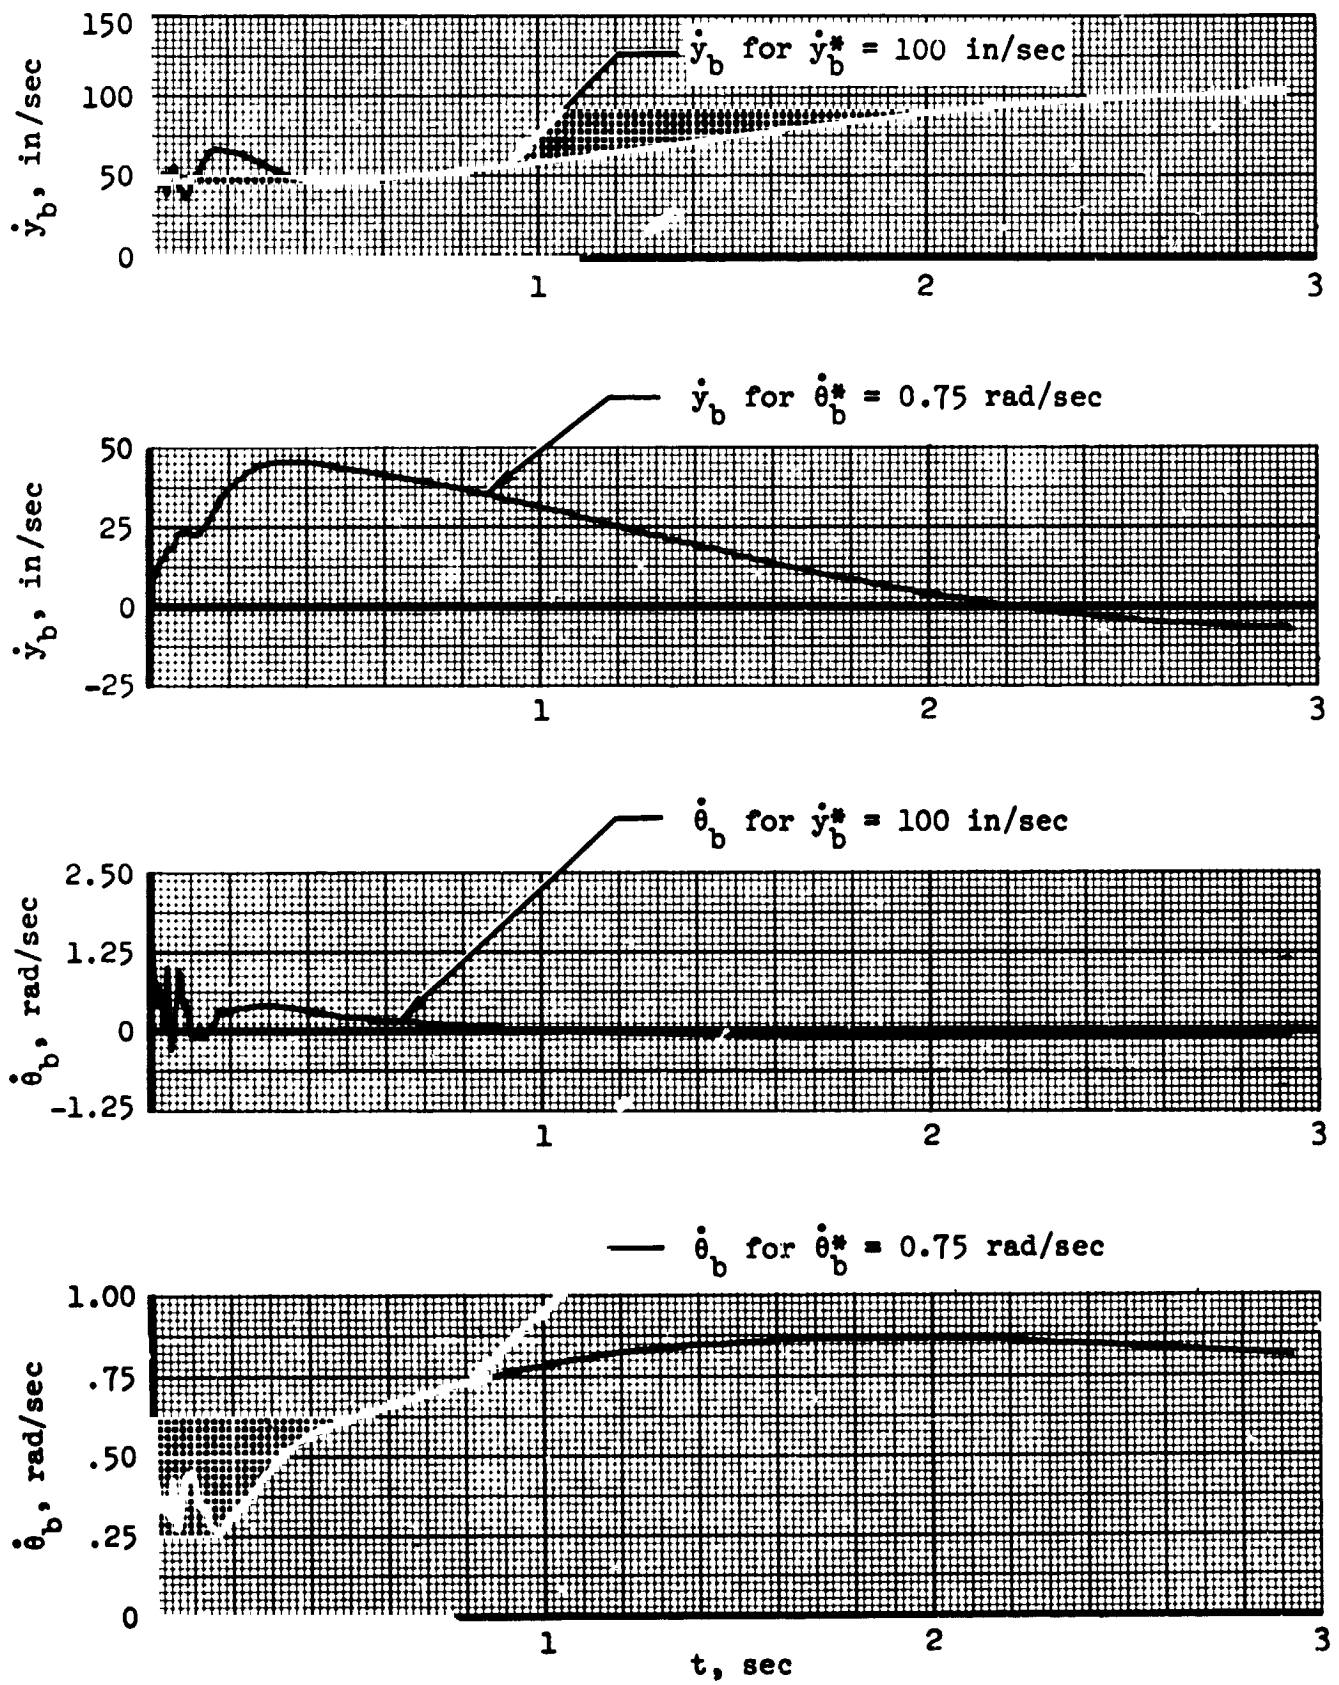 150
ẏb for ẏb* = 100 in/sec
100
50
0
ẏb, in/sec
1 2 3
ẏb for θ̇b* = 0.75 rad/sec
50
25
0
-25
ẏb, in/sec
1 2 3
θ̇b for ẏb* = 100 in/sec
2.50
1.25
0
-1.25
θ̇b, rad/sec
1 2 3
θ̇b for θ̇b* = 0.75 rad/sec
1.00
.75
.50
.25
0
θ̇b, rad/sec
1 2 3
t, sec